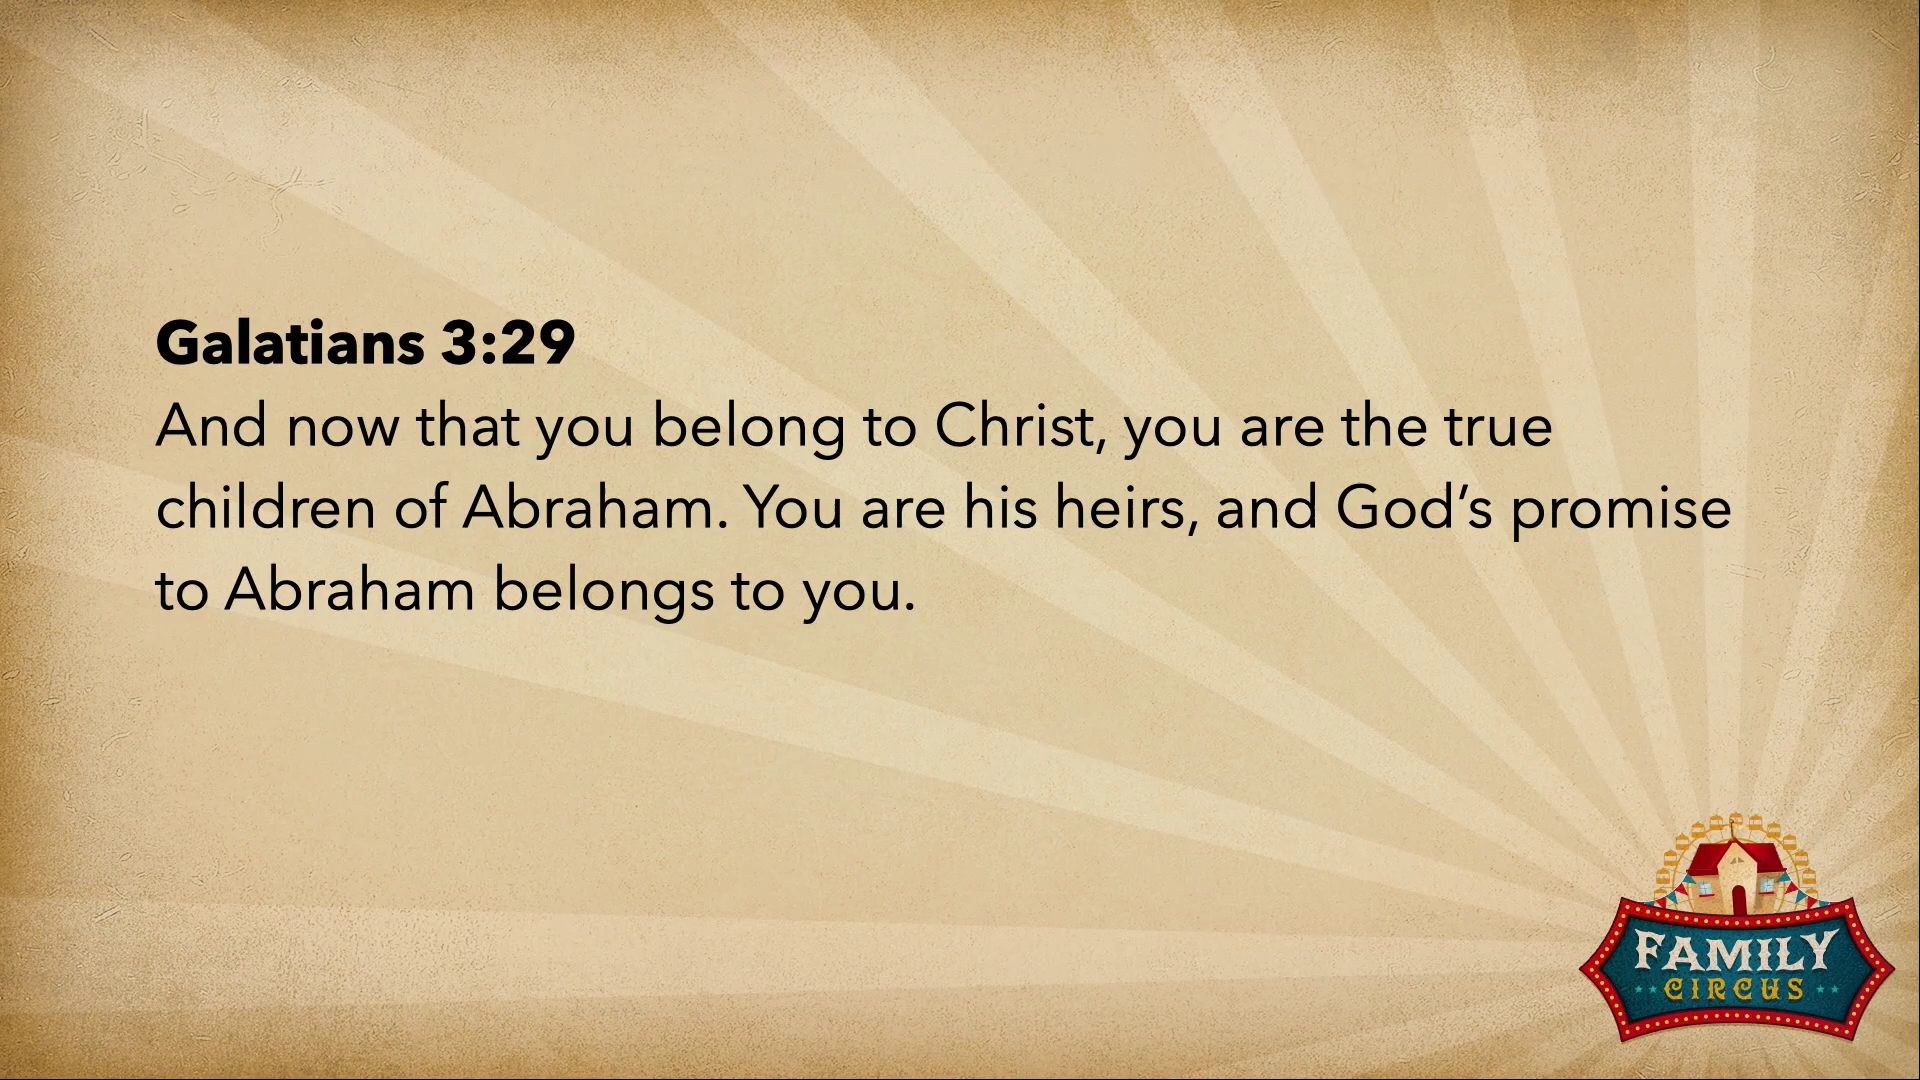 Galatians 3:29
And now that you belong to Christ, you are the true
children of Abraham. You are his heirs, and God’s promise
to Abraham belongs to you.
FAMILY
CIRCUS